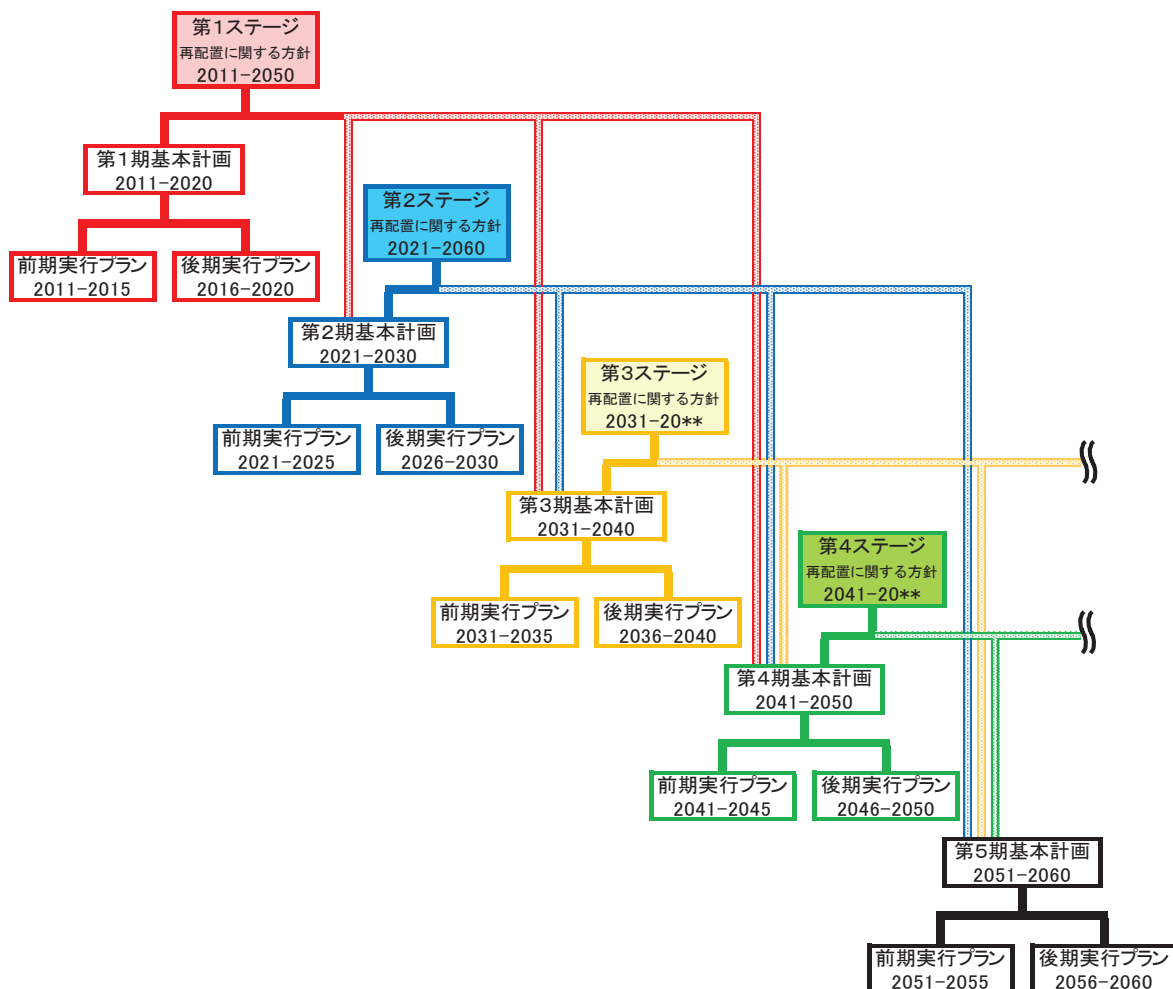 第1ステージ
再配置に関する方針
2011-2050
第1期基本計画
2011-2020
前期実行プラン
2011-2015
後期実行プラン
2016-2020
第2ステージ
再配置に関する方針
2021-2060
第2期基本計画
2021-2030
前期実行プラン
2021-2025
後期実行プラン
2026-2030
第3ステージ
再配置に関する方針
2031-20**
第3期基本計画
2031-2040
前期実行プラン
2031-2035
後期実行プラン
2036-2040
第4ステージ
再配置に関する方針
2041-20**
第4期基本計画
2041-2050
前期実行プラン
2041-2045
後期実行プラン
2046-2050
第5期基本計画
2051-2060
前期実行プラン
2051-2055
後期実行プラン
2056-2060